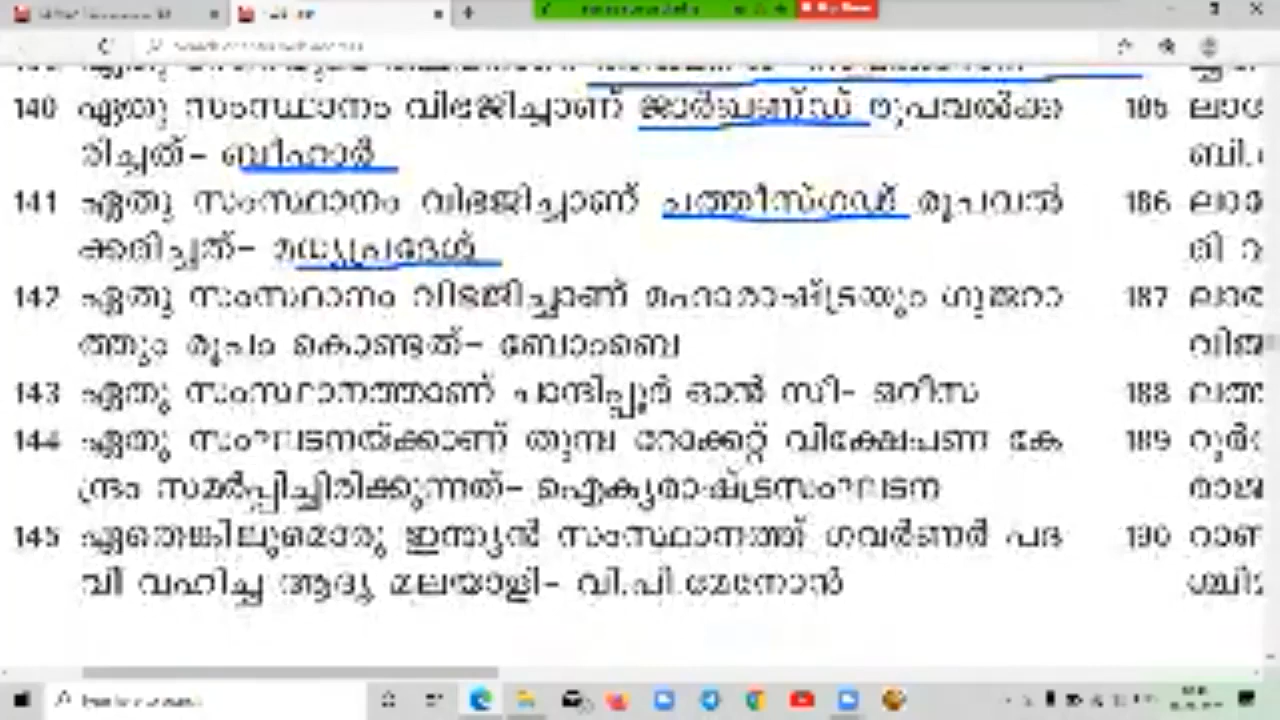 140 ഏതു സംസ്ഥാനം വിഭജിച്ചാണ് ജാർഖണ്ഡ് രൂപവൽക്ക
രിച്ചത്- ബീഹാർ
141 ഏതു സംസ്ഥാനം വിഭജിച്ചാണ് ഛത്തീസ്ഗഢ് രൂപവൽ
ക്കരിച്ചത്- മധ്യപ്രദേശ്
142 ഏതു സംസ്ഥാനം വിഭജിച്ചാണ് മഹാരാഷ്ട്രയും ഗുജറാ
ത്തും രൂപം കൊണ്ടത്- ബോംബെ
143 ഏതു സംസ്ഥാനത്താണ് ചാന്ദിപ്പൂർ ഓൻ സീ- ഒറീസ
144 ഏതു സംഘടനയ്ക്കാണ് തുമ്പ റോക്കറ്റ് വിക്ഷേപണ കേ
ന്ദ്രം സമർപ്പിച്ചിരിക്കുന്നത്- ഐക്യരാഷ്ട്രസംഘടന
145 ഏതെങ്കിലുമൊരു ഇന്ത്യൻ സംസ്ഥാനത്ത് ഗവർണർ പദ
വി വഹിച്ച ആദ്യ മലയാളി- വി.പി.മേനോൻ
186
187
188
189
190